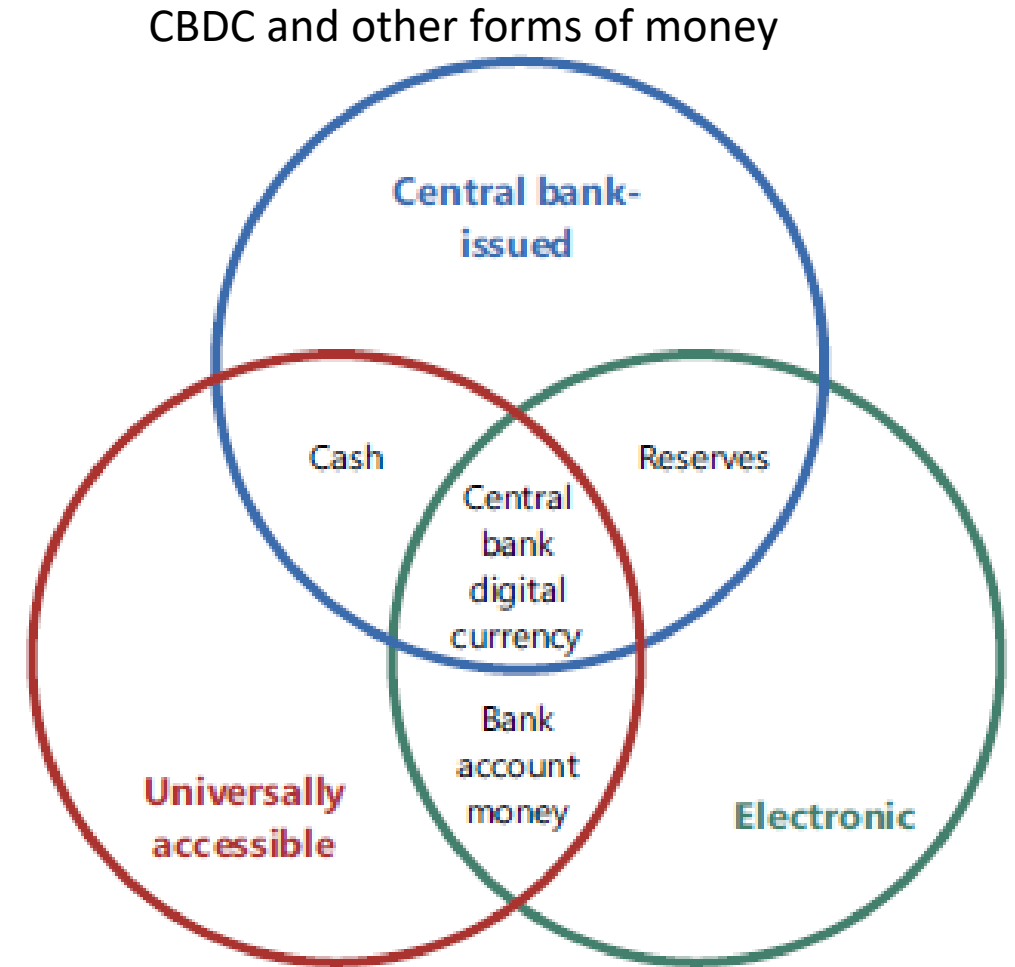 CBDC and other forms of money
Central bank-
issued
Cash
Reserves
Central
bank
digital
currency
Bank
account
money
Universally
accessible
Electronic